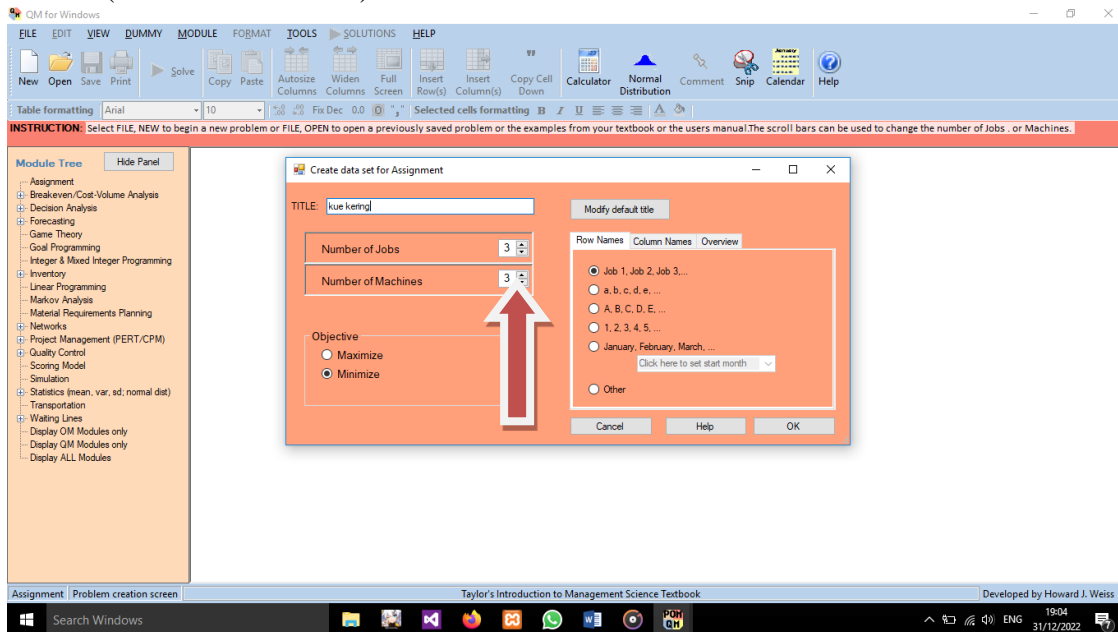 QM for Windows
FILE EDIT VIEW DUMMY MODULE FORMAT TOOLS SOLUTIONS HELP
New Open Save Print Solve Copy Paste Autosize Columns Widen Columns Full Screen Insert Row(s) Insert Column(s) Copy Cell Down Calculator Normal Distribution Comment Snip Calendar Help
Table formatting Arial 10 Fix Dec 0.0 0 "," Selected cells formatting B I U A
INSTRUCTION: Select FILE, NEW to begin a new problem or FILE, OPEN to open a previously saved problem or the examples from your textbook or the users manual.The scroll bars can be used to change the number of Jobs . or Machines.
Module Tree Hide Panel
Assignment
Breakeven/Cost-Volume Analysis
Decision Analysis
Forecasting
Game Theory
Goal Programming
Integer & Mixed Integer Programming
Inventory
Linear Programming
Markov Analysis
Material Requirements Planning
Networks
Project Management (PERT/CPM)
Quality Control
Scoring Model
Simulation
Statistics (mean, var, sd; normal dist)
Transportation
Waiting Lines
Display OM Modules only
Display QM Modules only
Display ALL Modules
Create data set for Assignment
TITLE: kue kering
Modify default title
Number of Jobs 3
Number of Machines 3
Objective
Maximize
Minimize
Row Names Column Names Overview
Job 1, Job 2, Job 3,...
a, b, c, d, e, ...
A, B, C, D, E, ...
1, 2, 3, 4, 5, ...
January, February, March, ...
Click here to set start month
Other
Cancel Help OK
Assignment Problem creation screen Taylor's Introduction to Management Science Textbook Developed by Howard J. Weiss
Search Windows
POM QM
ENG
19:04
31/12/2022
7